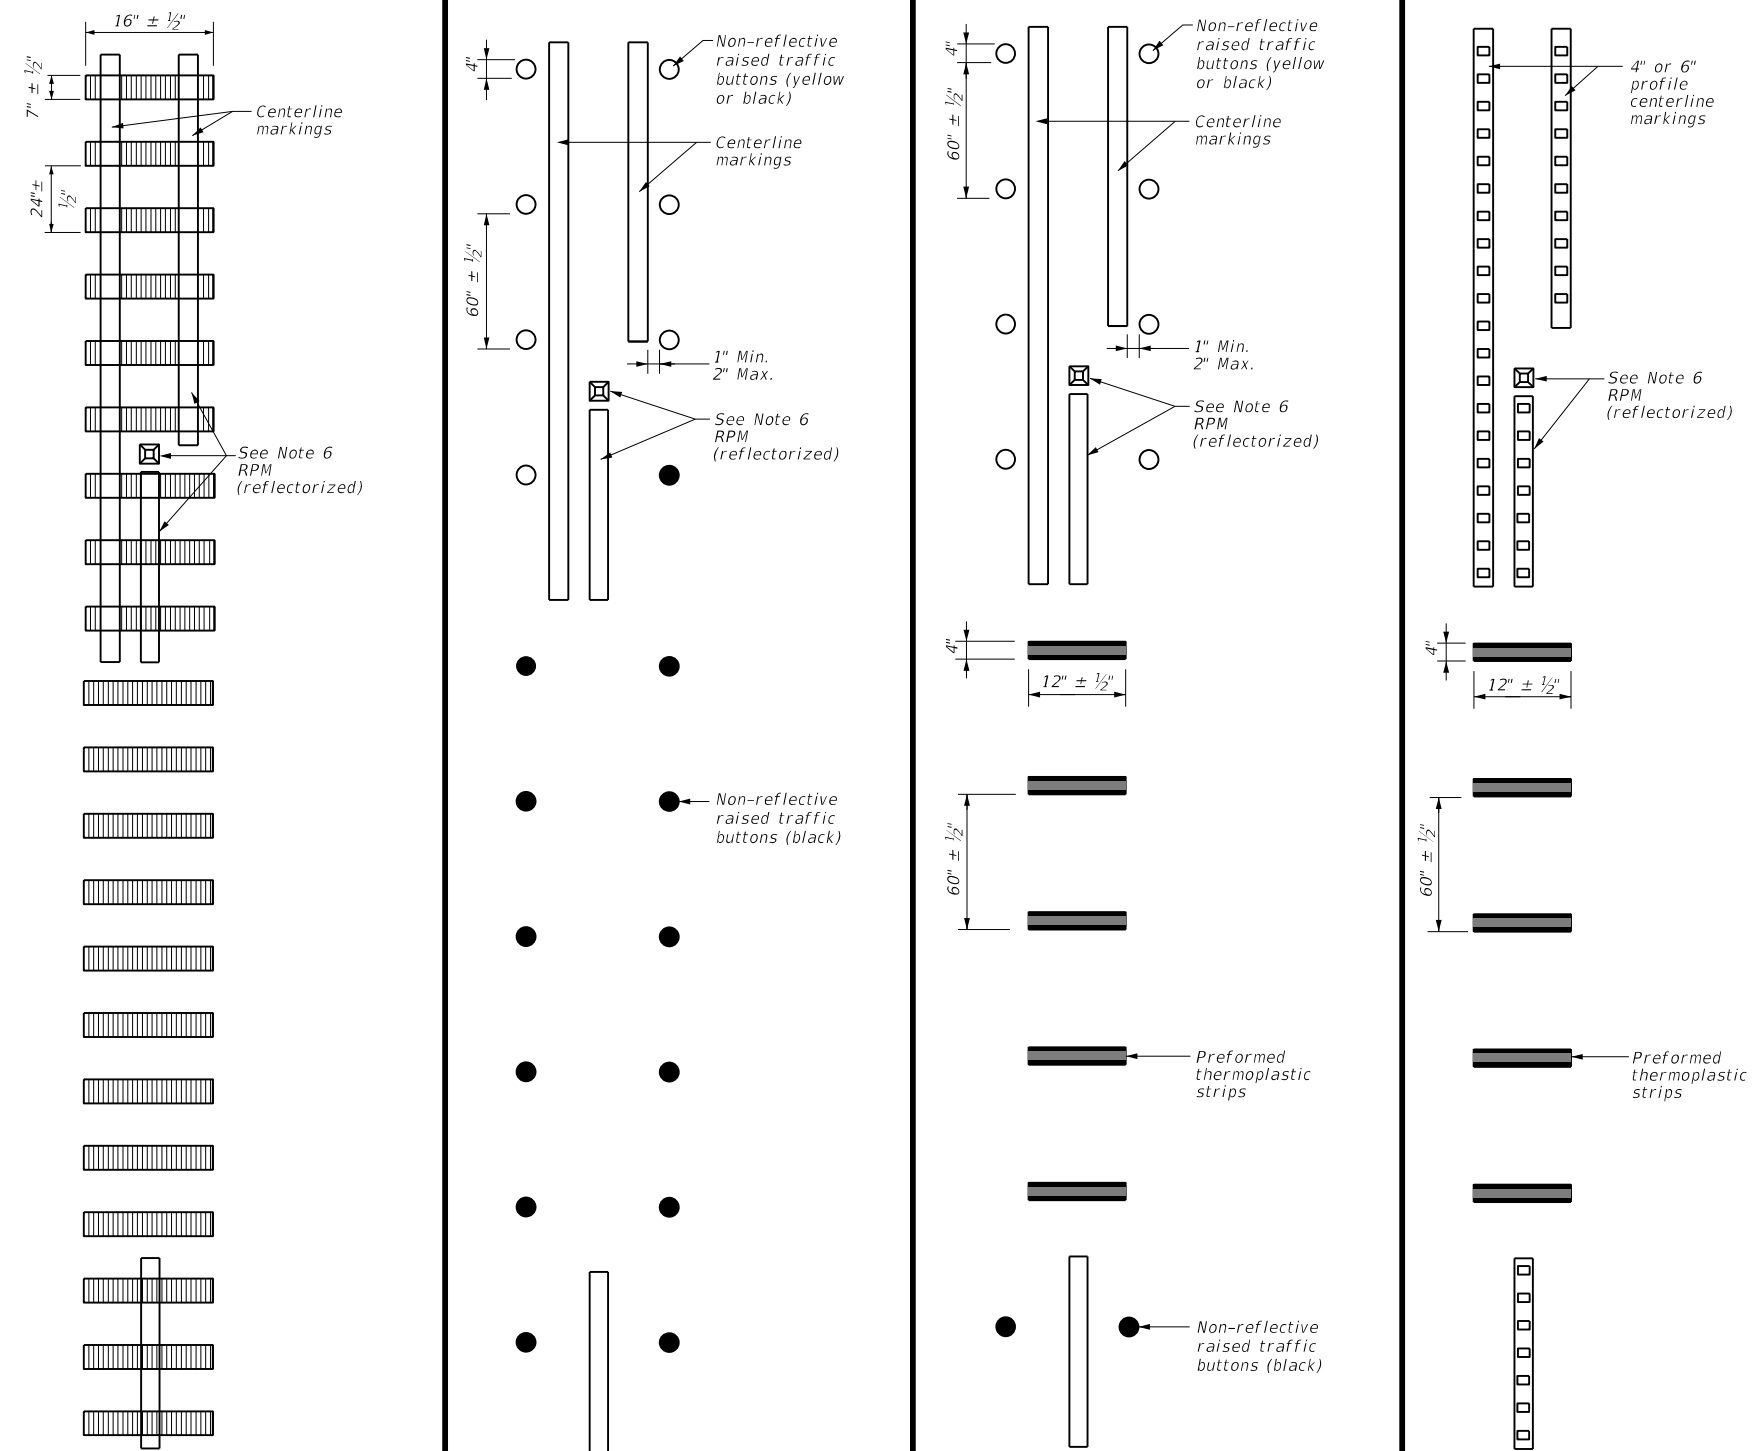 16" ± ½"
7" ± ½"
Centerline
markings
24"±
½"
See Note 6
RPM
(reflectorized)
4"
Non-reflective
raised traffic
buttons (yellow
or black)
Centerline
markings
60" ± ½"
1" Min.
2" Max.
See Note 6
RPM
(reflectorized)
Non-reflective
raised traffic
buttons (black)
4"
Non-reflective
raised traffic
buttons (yellow
or black)
60" ± ½"
Centerline
markings
1" Min.
2" Max.
See Note 6
RPM
(reflectorized)
4"
12" ± ½"
60" ± ½"
Preformed
thermoplastic
strips
Non-reflective
raised traffic
buttons (black)
4" or 6"
profile
centerline
markings
See Note 6
RPM
(reflectorized)
4"
12" ± ½"
60" ± ½"
Preformed
thermoplastic
strips